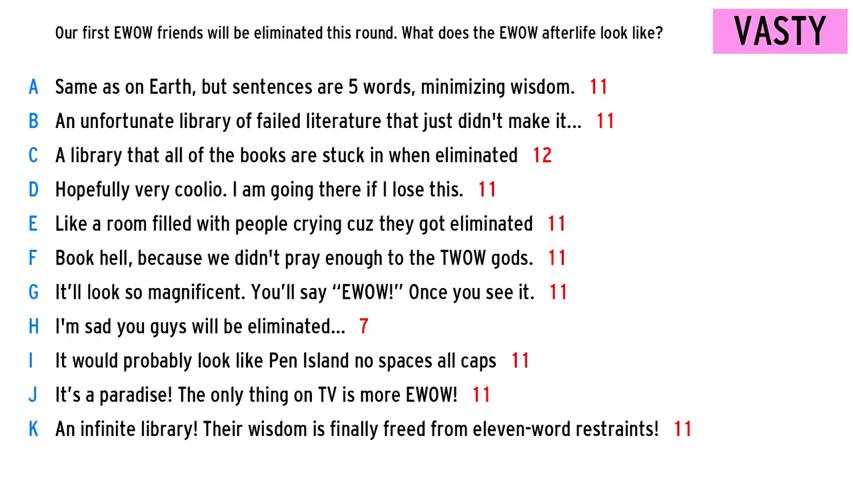 Our first EWOW friends will be eliminated this round. What does the EWOW afterlife look like?
VASTY
A Same as on Earth, but sentences are 5 words, minimizing wisdom. 11
B An unfortunate library of failed literature that just didn't make it... 11
C A library that all of the books are stuck in when eliminated 12
D Hopefully very coolio. I am going there if I lose this. 11
E Like a room filled with people crying cuz they got eliminated 11
F Book hell, because we didn't pray enough to the TWOW gods. 11
G It’ll look so magnificent. You’ll say “EWOW!” Once you see it. 11
H I'm sad you guys will be eliminated... 7
I It would probably look like Pen Island no spaces all caps 11
J It’s a paradise! The only thing on TV is more EWOW! 11
K An infinite library! Their wisdom is finally freed from eleven-word restraints! 11